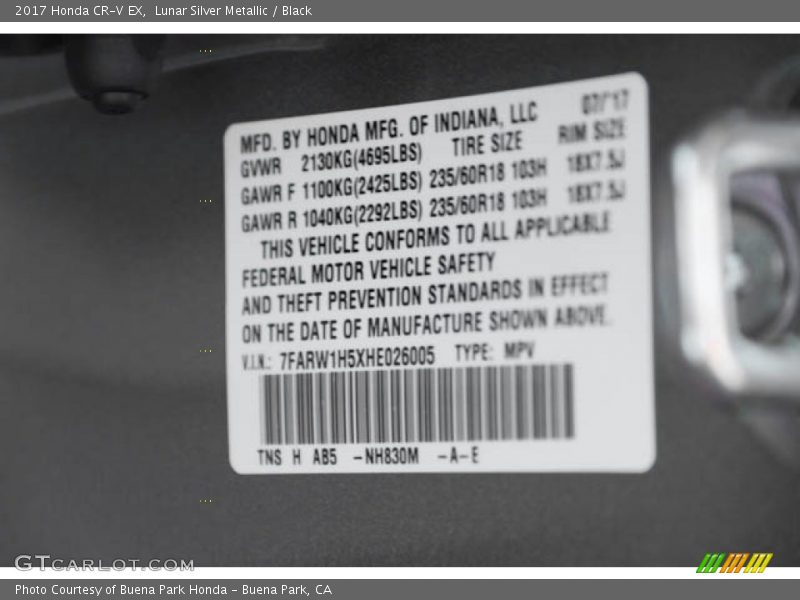 2017 Honda CR-V EX, Lunar Silver Metallic / Black
MFD. BY HONDA MFG. OF INDIANA, LLC 07/'17
GVWR 2130KG(4695LBS) TIRE SIZE RIM SIZE
GAWR F 1100KG(2425LBS) 235/60R18 103H 18X7.5J
GAWR R 1040KG(2292LBS) 235/60R18 103H 18X7.5J
THIS VEHICLE CONFORMS TO ALL APPLICABLE
FEDERAL MOTOR VEHICLE SAFETY
AND THEFT PREVENTION STANDARDS IN EFFECT
ON THE DATE OF MANUFACTURE SHOWN ABOVE.
V.I.N.: 7FARW1H5XHE026005 TYPE: MPV
TNS H AB5 -NH830M -A-E
GTCARLOT.COM
Photo Courtesy of Buena Park Honda - Buena Park, CA